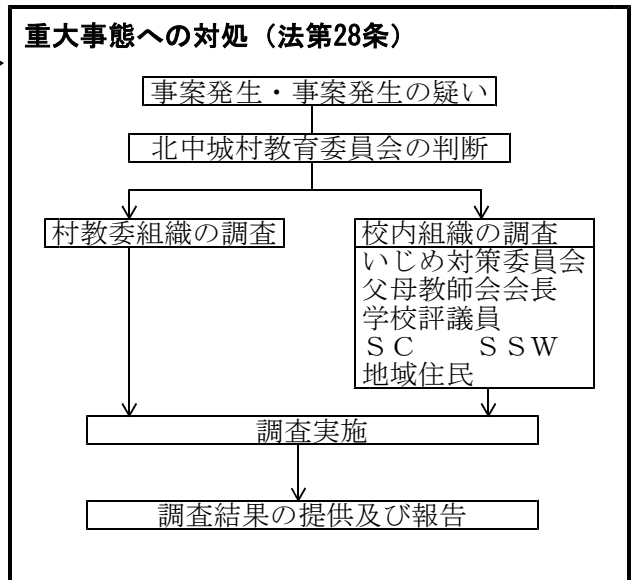 重大事態への対処（法第28条）
事案発生・事案発生の疑い
北中城村教育委員会の判断
村教委組織の調査
校内組織の調査
いじめ対策委員会
父母教師会会長
学校評議員
ＳＣ　　ＳＳＷ
地域住民
調査実施
調査結果の提供及び報告